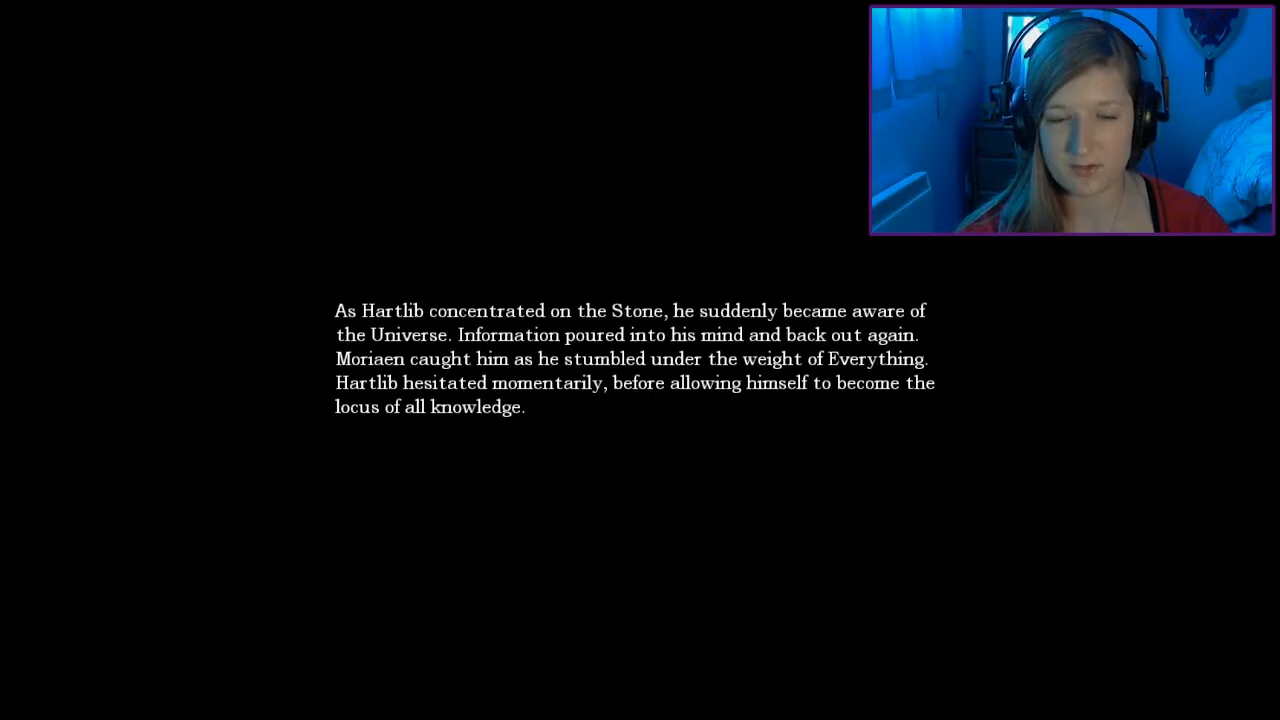 As Hartlib concentrated on the Stone, he suddenly became aware of
the Universe. Information poured into his mind and back out again.
Moriaen caught him as he stumbled under the weight of Everything.
Hartlib hesitated momentarily, before allowing himself to become the
locus of all knowledge.